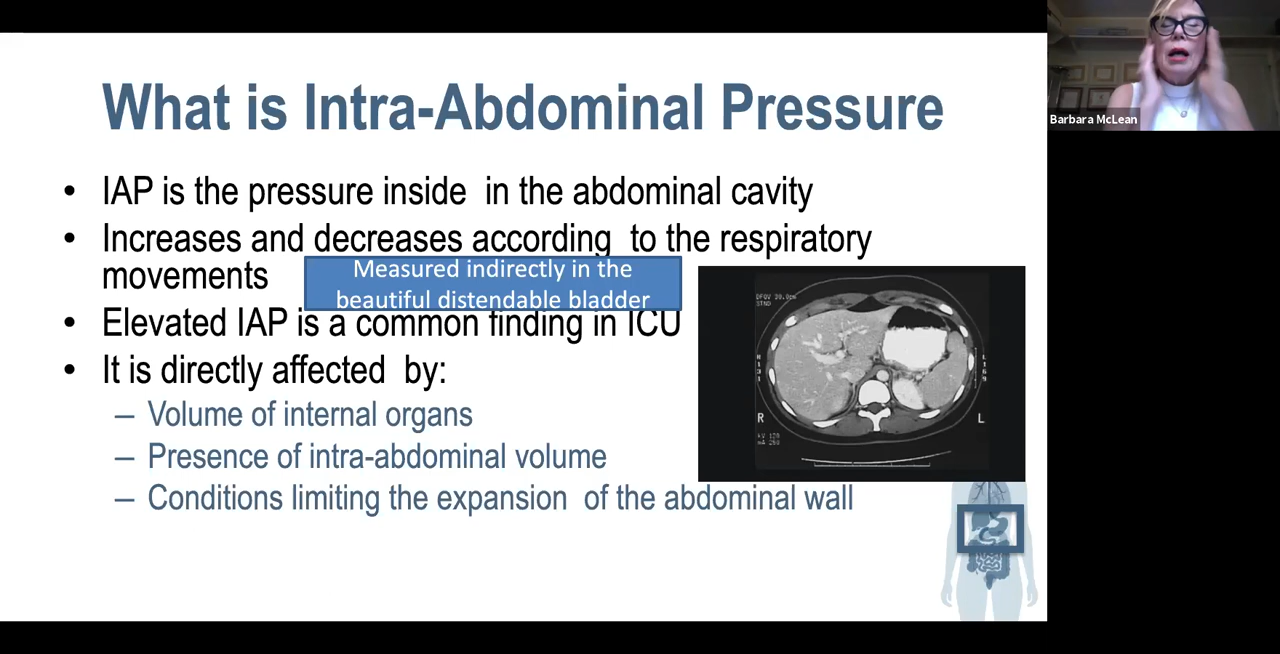 What is Intra-Abdominal Pressure
• IAP is the pressure inside in the abdominal cavity
• Increases and decreases according to the respiratory
movements
Measured indirectly in the
beautiful distendable bladder
• Elevated IAP is a common finding in ICU
• It is directly affected by:
– Volume of internal organs
– Presence of intra-abdominal volume
– Conditions limiting the expansion of the abdominal wall
STND
R
L
Barbara McLean